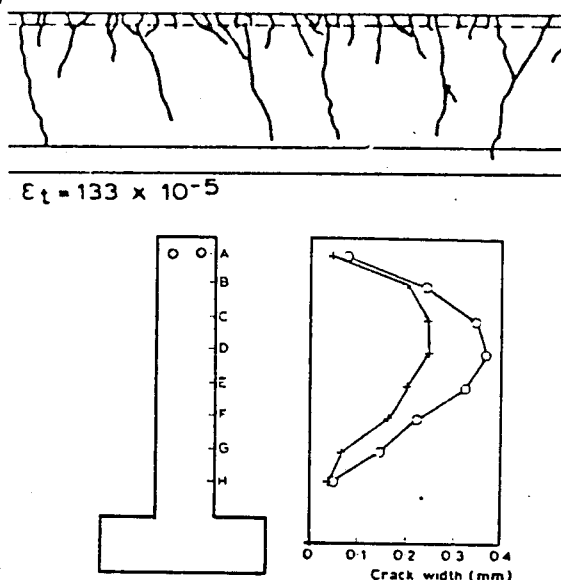 εt = 133 x 10-5
A
B
C
D
E
F
G
H
0 0·1 0·2 0·3 0·4
Crack width (mm)